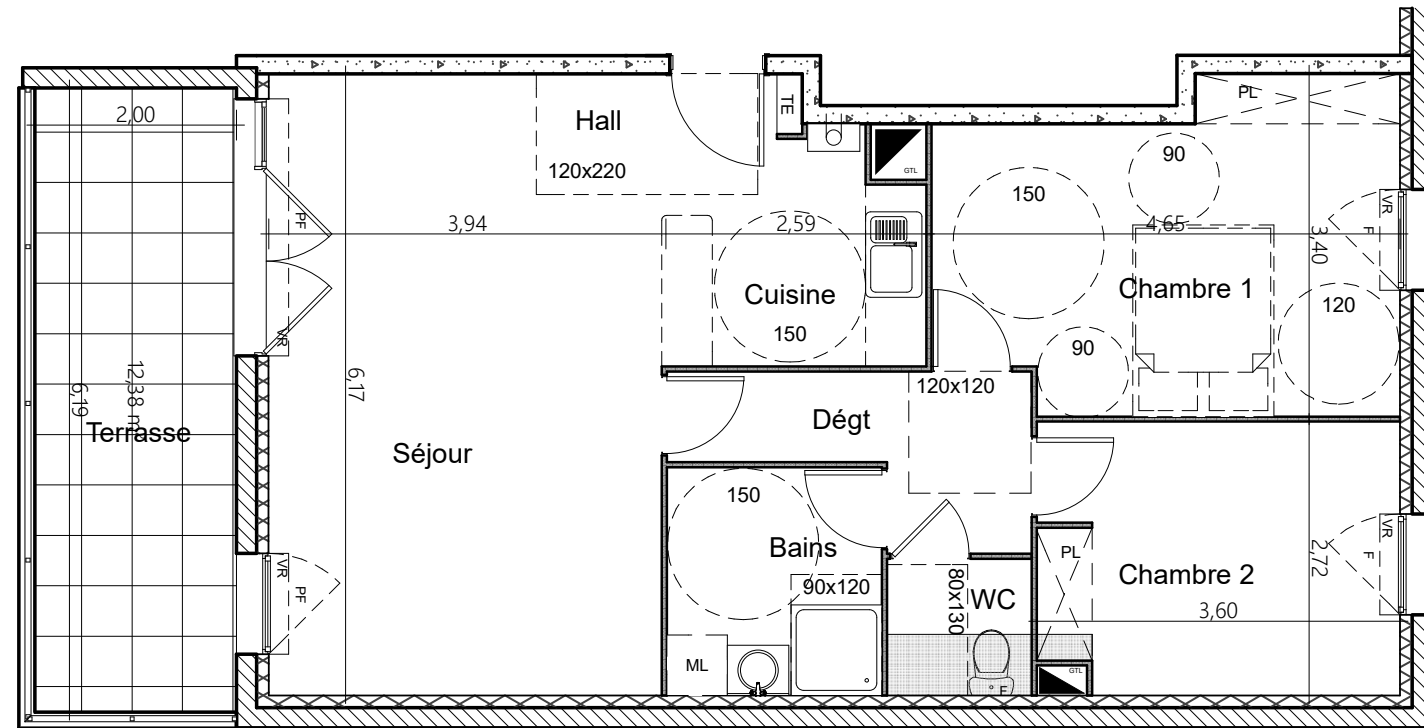 2,00
Hall
120x220
TE
GTL
PL
90
150
3,94
2,59
4,65
VR
F
3,40
PF
VR
Cuisine
150
Chambre 1
120
90
120x120
6,19
12,38 m
Terrasse
6,17
Séjour
Dégt
150
Bains
90x120
80x130
WC
PL
Chambre 2
3,60
VR
F
2,72
VR
PF
ML
F
GTL